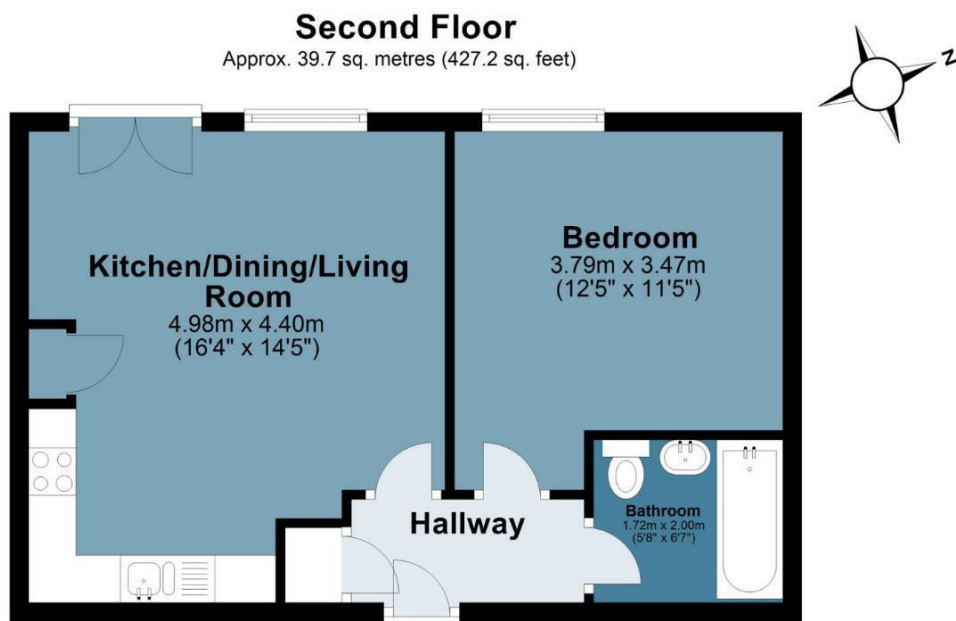 Second Floor
Approx. 39.7 sq. metres (427.2 sq. feet)
N
Kitchen/Dining/Living
Room
4.98m x 4.40m
(16'4" x 14'5")
Bedroom
3.79m x 3.47m
(12'5" x 11'5")
Hallway
Bathroom
1.72m x 2.00m
(5'8" x 6'7")